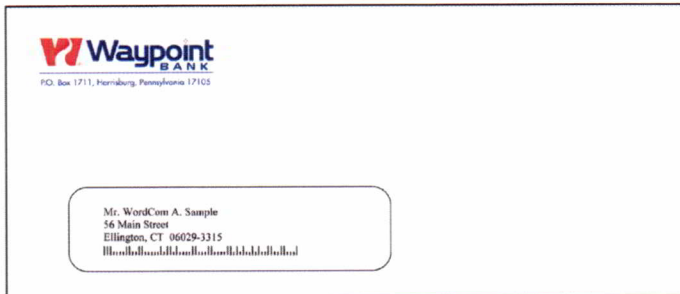 Waypoint
BANK
P.O. Box 1711, Harrisburg, Pennsylvania 17105
Mr. WordCom A. Sample
56 Main Street
Ellington, CT 06029-3315